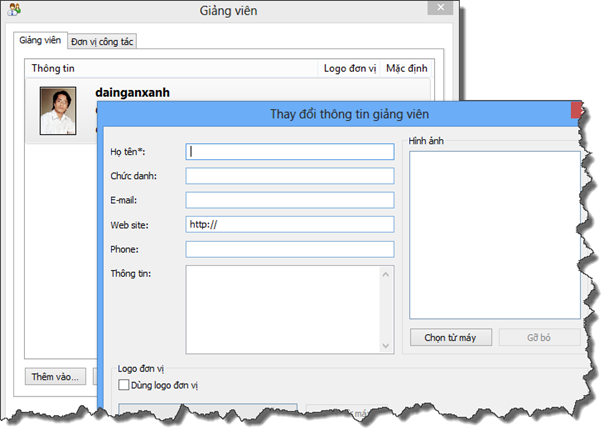 Giảng viên
Giảng viên Đơn vị công tác
Thông tin Logo đơn vị Mặc định
dainganxanh
Thay đổi thông tin giảng viên
Họ tên*:
Hình ảnh
Chức danh:
E-mail:
Web site: http://
Phone:
Thông tin:
Chọn từ máy Gỡ bỏ
Logo đơn vị
Thêm vào...
Dùng logo đơn vị